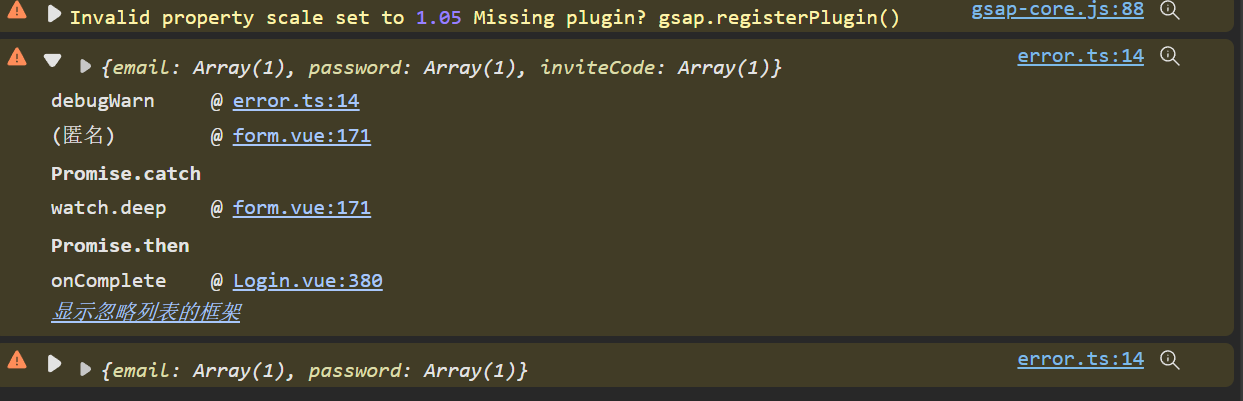 Invalid property scale set to 1.05 Missing plugin? gsap.registerPlugin() gsap-core.js:88
{email: Array(1), password: Array(1), inviteCode: Array(1)} error.ts:14
debugWarn @ error.ts:14
(匿名) @ form.vue:171
Promise.catch
watch.deep @ form.vue:171
Promise.then
onComplete @ Login.vue:380
显示忽略列表的框架
{email: Array(1), password: Array(1)} error.ts:14